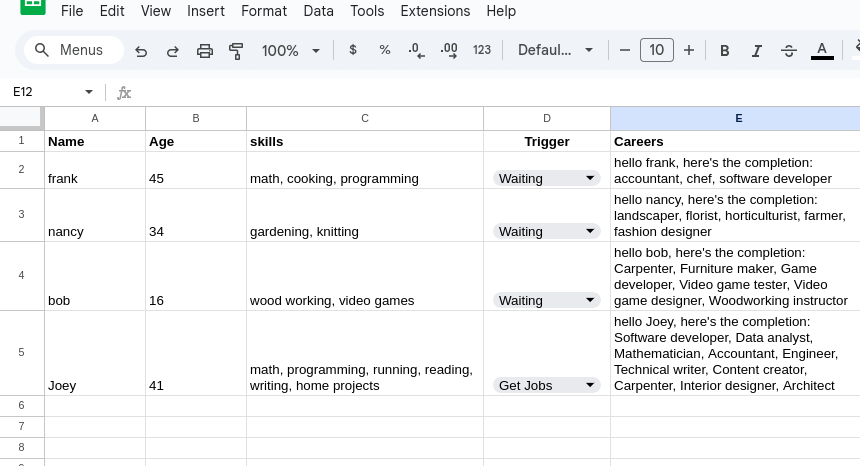 File Edit View Insert Format Data Tools Extensions Help
Menus 100% $ % .0 .00 123 Defaul... 10 B I S A
E12 fx
A B C D E
1 Name Age skills Trigger Careers
2 frank 45 math, cooking, programming Waiting hello frank, here's the completion:
accountant, chef, software developer
3 nancy 34 gardening, knitting Waiting hello nancy, here's the completion:
landscaper, florist, horticulturist, farmer,
fashion designer
4 bob 16 wood working, video games Waiting hello bob, here's the completion:
Carpenter, Furniture maker, Game
developer, Video game tester, Video
game designer, Woodworking instructor
5 Joey 41 math, programming, running, reading,
writing, home projects Get Jobs hello Joey, here's the completion:
Software developer, Data analyst,
Mathematician, Accountant, Engineer,
Technical writer, Content creator,
Carpenter, Interior designer, Architect
6
7
8